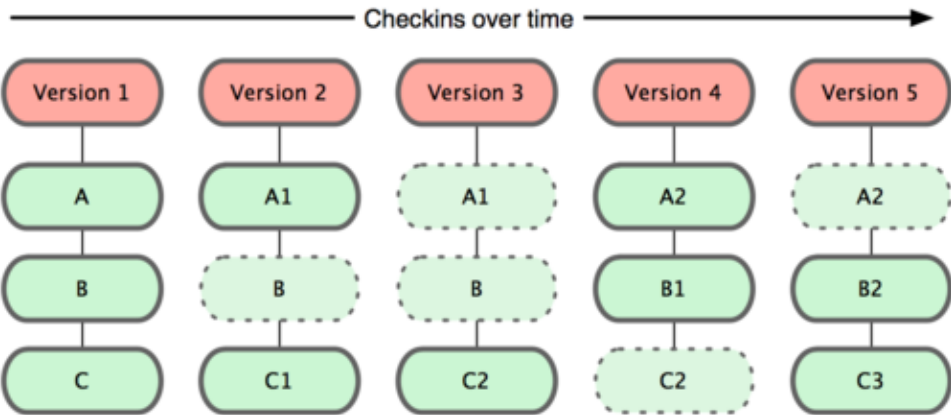 Checkins over time
Version 1 Version 2 Version 3 Version 4 Version 5
A A1 A1 A2 A2
B B B B1 B2
C C1 C2 C2 C3